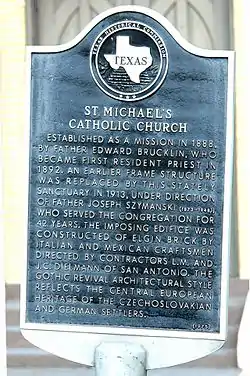 TEXAS HISTORICAL COMMISSION
TEXAS
ST MICHAEL'S
CATHOLIC CHURCH
ESTABLISHED AS A MISSION IN 1888
BY FATHER EDWARD BRUCKLIN, WHO
BECAME FIRST RESIDENT PRIEST IN
1892. AN EARLIER FRAME STRUCTURE
WAS REPLACED BY THIS STATELY
SANCTUARY IN 1913, UNDER DIRECTION
OF FATHER JOSEPH SZYMANSKI
WHO SERVED THE CONGREGATION FOR
42 YEARS. THE IMPOSING EDIFICE WAS
CONSTRUCTED OF ELGIN BRICK BY
ITALIAN AND MEXICAN CRAFTSMEN
DIRECTED BY CONTRACTORS L.M. AND
J.C. DIELMANN OF SAN ANTONIO. THE
GOTHIC REVIVAL ARCHITECTURAL STYLE
REFLECTS THE CENTRAL EUROPEAN
HERITAGE OF THE CZECHOSLOVAKIAN
AND GERMAN SETTLERS.